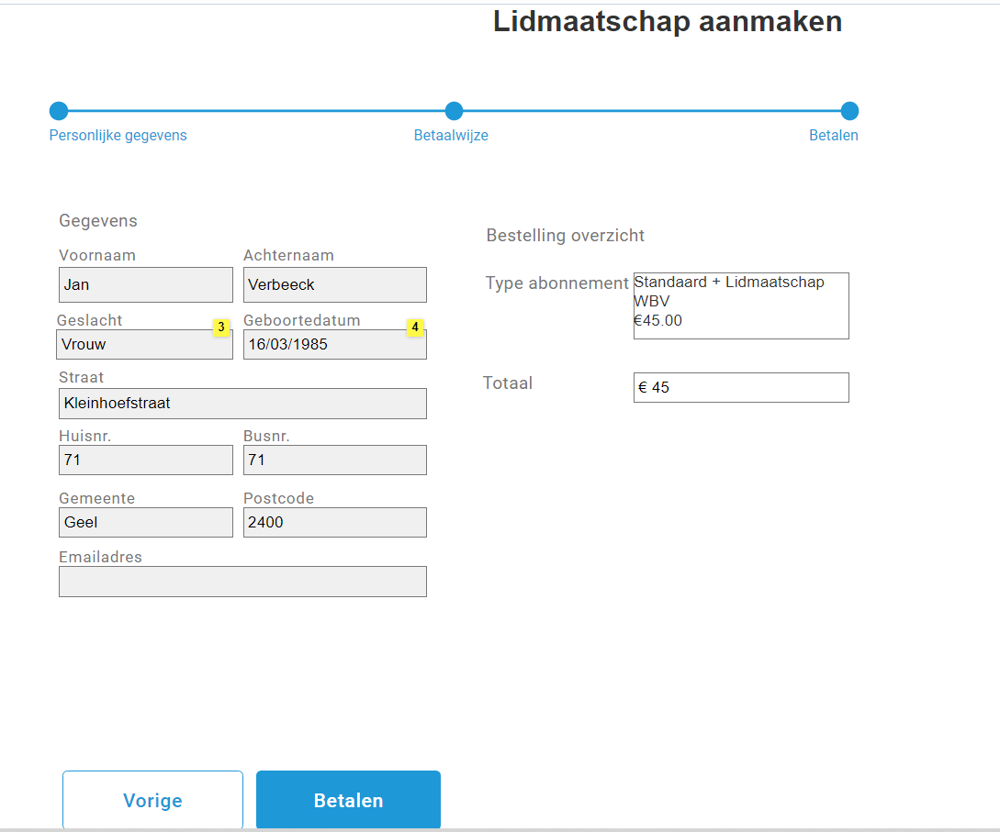 Lidmaatschap aanmaken
Personlijke gegevens
Betaalwijze
Betalen
Gegevens
Voornaam
Achternaam
Jan
Verbeeck
Geslacht
3
Geboortedatum
4
Vrouw
16/03/1985
Straat
Kleinhoefstraat
Huisnr.
Busnr.
71
71
Gemeente
Postcode
Geel
2400
Emailadres
Bestelling overzicht
Type abonnement
Standaard + Lidmaatschap
WBV
€45.00
Totaal
€ 45
Vorige
Betalen